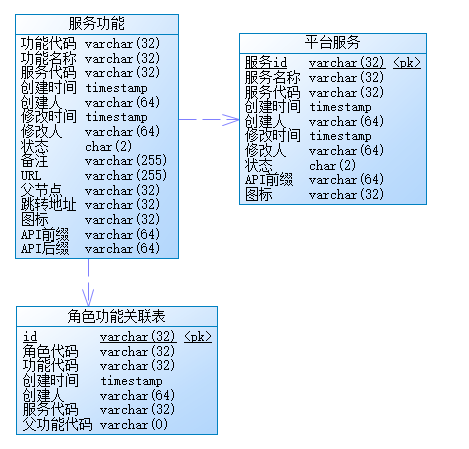 服务功能
功能代码 varchar(32)
功能名称 varchar(32)
服务代码 varchar(32)
创建时间 timestamp
创建人 varchar(64)
修改时间 timestamp
修改人 varchar(64)
状态 char(2)
备注 varchar(255)
URL varchar(255)
父节点 varchar(32)
跳转地址 varchar(32)
图标 varchar(32)
API前缀 varchar(64)
API后缀 varchar(64)
平台服务
服务id varchar(32) <pk>
服务名称 varchar(32)
服务代码 varchar(32)
创建时间 timestamp
创建人 varchar(64)
修改时间 timestamp
修改人 varchar(64)
状态 char(2)
API前缀 varchar(64)
图标 varchar(32)
角色功能关联表
id varchar(32) <pk>
角色代码 varchar(32)
功能代码 varchar(32)
创建时间 timestamp
创建人 varchar(64)
服务代码 varchar(32)
父功能代码 varchar(0)